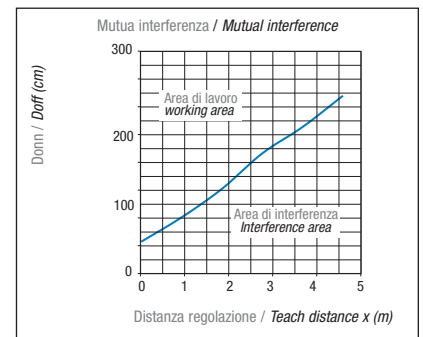 Mutua interferenza / Mutual interference
300
200
100
0
Donn / Doff (cm)
Area di lavoro
working area
Area di interferenza
Interference area
0 1 2 3 4 5
Distanza regolazione / Teach distance x (m)